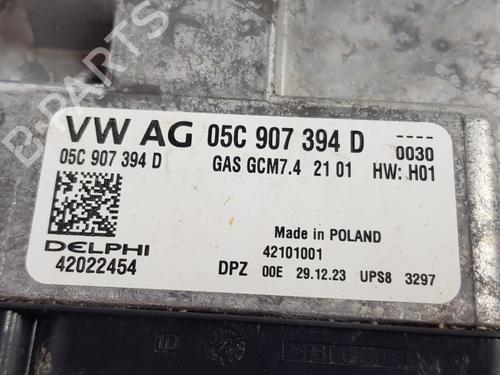 B-PARTS
VW AG 05C 907 394 D ----
0030
05C 907 394 D GAS GCM7.4 21 01 HW: H01
Made in POLAND
DELPHI 42101001
42022454 DPZ 00E 29.12.23 UPS8 3297